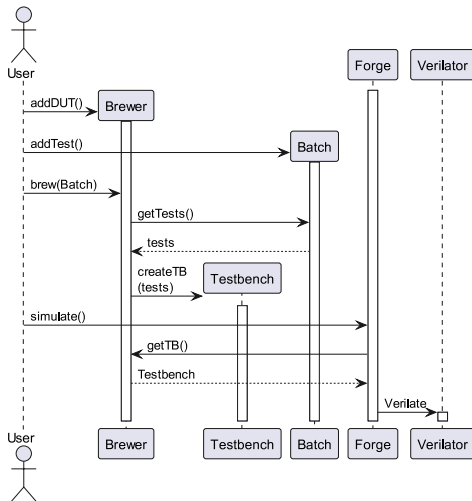 User
Forge
Verilator
addDUT()
Brewer
addTest()
Batch
brew(Batch)
getTests()
tests
createTB
(tests)
Testbench
simulate()
getTB()
Testbench
Verilate
User
Brewer
Testbench
Batch
Forge
Verilator